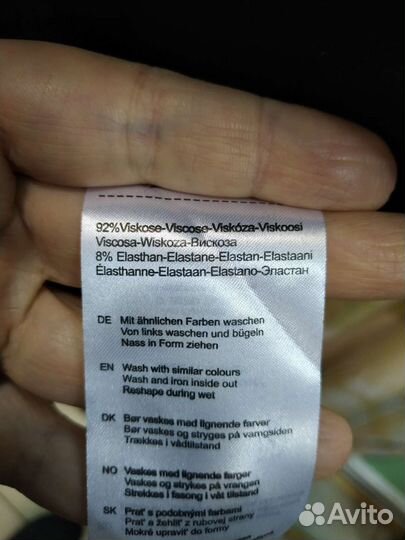 92%Viskose-Viscose-Viskóza-Viskoosi
Viscosa-Wiskoza-Вискоза
8% Elasthan-Elastane-Elastan-Elastaani
Élasthanne-Elastaan-Elastano-Эластан
DE Mit ähnlichen Farben waschen
Von links waschen und bügeln
Nass in Form ziehen
EN Wash with similar colours
Wash and iron inside out
Reshape during wet
DK Bør vaskes med lignende farver
Bør vaskes og stryges på vrangsiden
Trækkes i vådtilstand
NO Vaskes med lignende farger
Vaskes og strykes på vrangen
Strekkes i fasong i våt tilstand
SK Prať s podobnými farbami
Prať a žehliť z rubovej strany
Mokré upraviť do formy
Avito